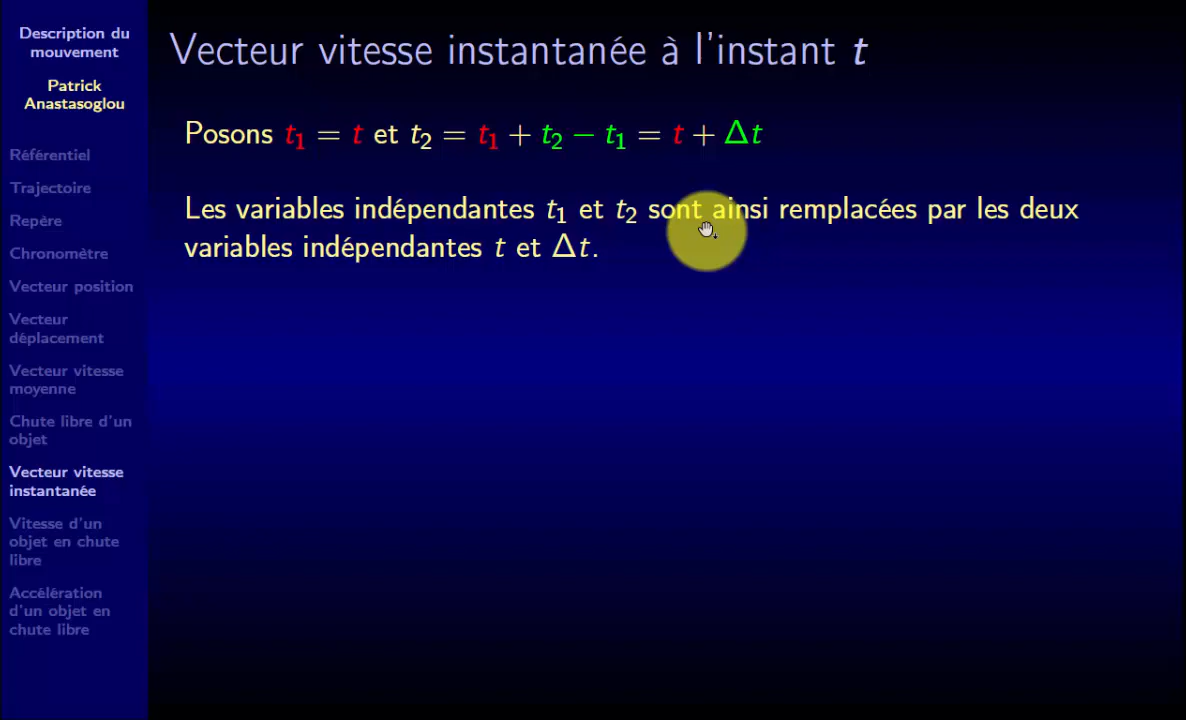 Description du
mouvement
Patrick
Anastasoglou
Référentiel
Trajectoire
Repère
Chronomètre
Vecteur position
Vecteur
déplacement
Vecteur vitesse
moyenne
Chute libre d'un
objet
Vecteur vitesse
instantanée
Vitesse d'un
objet en chute
libre
Accélération
d'un objet en
chute libre
Vecteur vitesse instantanée à l'instant t
Posons t₁ = t et t₂ = t₁ + t₂ − t₁ = t + Δt
Les variables indépendantes t₁ et t₂ sont ainsi remplacées par les deux
variables indépendantes t et Δt.